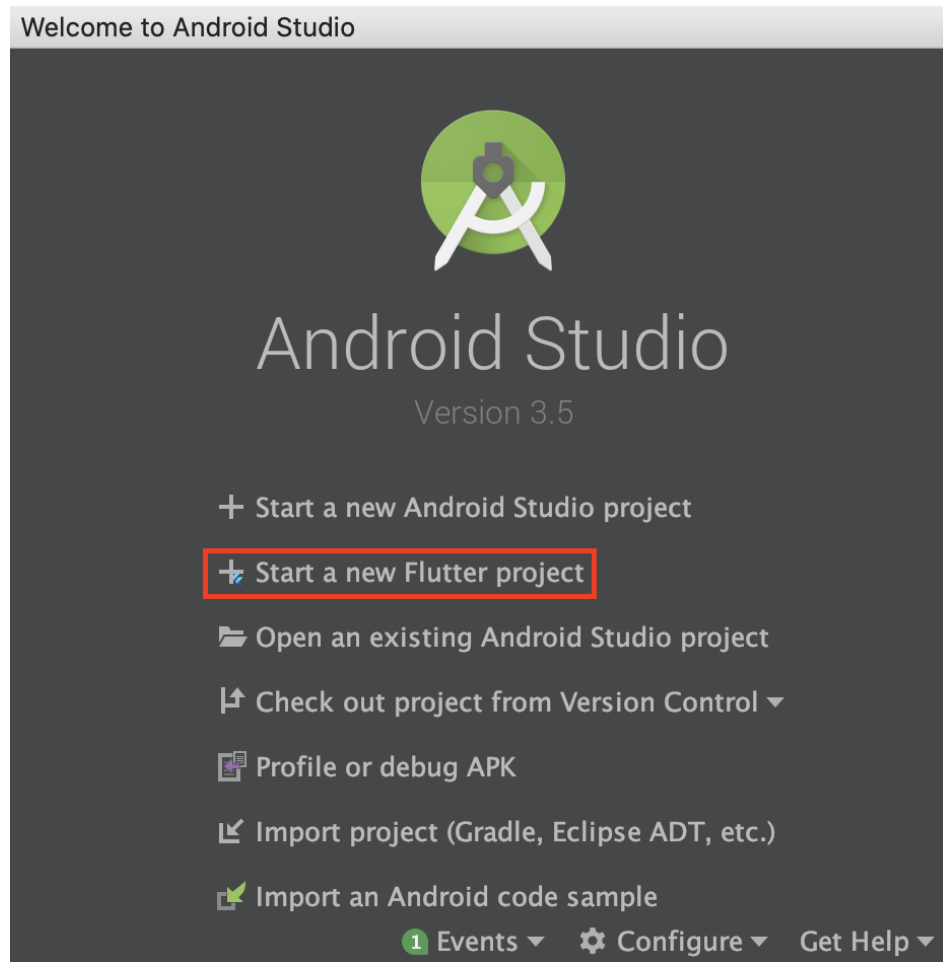 Welcome to Android Studio
Android Studio
Version 3.5
Start a new Android Studio project
Start a new Flutter project
Open an existing Android Studio project
Check out project from Version Control
Profile or debug APK
Import project (Gradle, Eclipse ADT, etc.)
Import an Android code sample
1 Events Configure Get Help